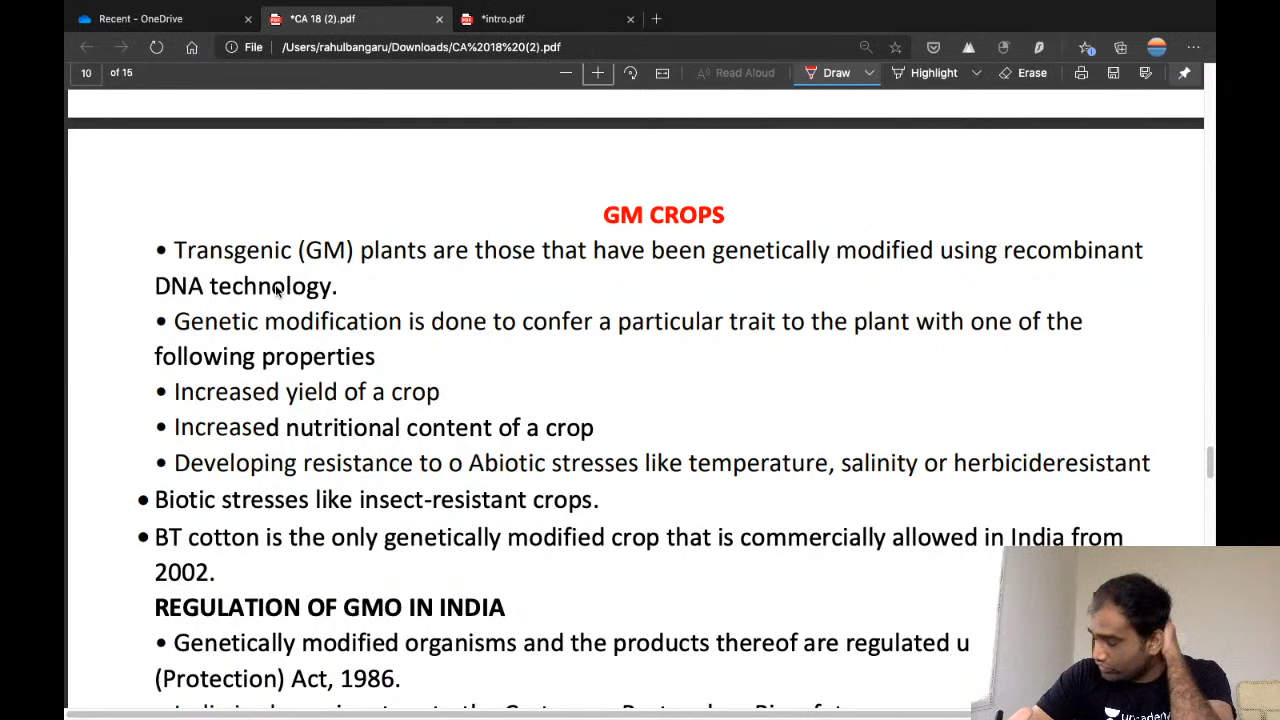 Recent - OneDrive
*CA 18 (2).pdf
*intro.pdf
File /Users/rahulbangaru/Downloads/CA%2018%20(2).pdf
10 of 15 Read Aloud Draw Highlight Erase
GM CROPS
• Transgenic (GM) plants are those that have been genetically modified using recombinant
DNA technology.
• Genetic modification is done to confer a particular trait to the plant with one of the
following properties
• Increased yield of a crop
• Increased nutritional content of a crop
• Developing resistance to o Abiotic stresses like temperature, salinity or herbicideresistant
• Biotic stresses like insect-resistant crops.
• BT cotton is the only genetically modified crop that is commercially allowed in India from
2002.
REGULATION OF GMO IN INDIA
• Genetically modified organisms and the products thereof are regulated u
(Protection) Act, 1986.